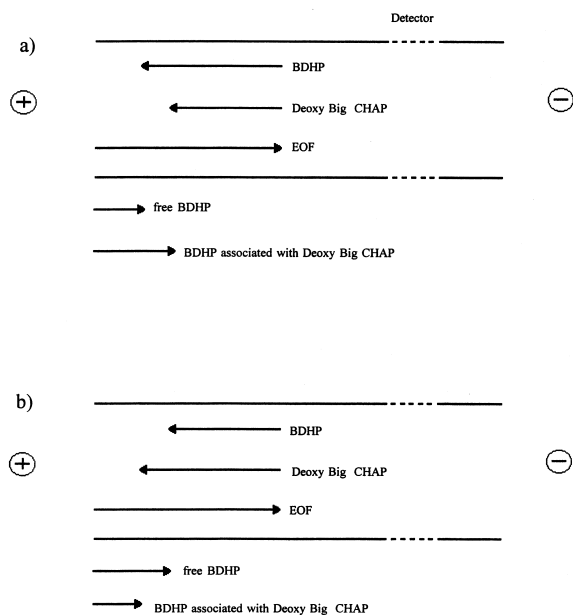 Detector
a)
BDHP
+
−
Deoxy Big CHAP
EOF
free BDHP
BDHP associated with Deoxy Big CHAP
b)
BDHP
+
−
Deoxy Big CHAP
EOF
free BDHP
BDHP associated with Deoxy Big CHAP